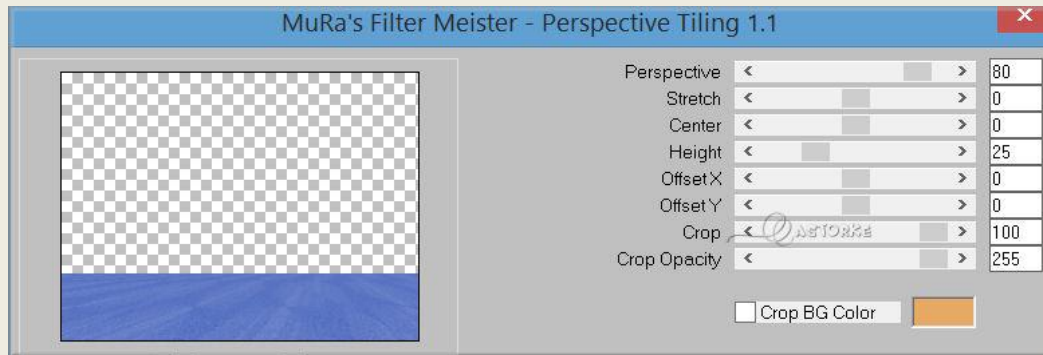 MuRa's Filter Meister - Perspective Tiling 1.1
Perspective 80
Stretch 0
Center 0
Height 25
Offset X 0
Offset Y 0
Crop 100
Crop Opacity 255
Crop BG Color